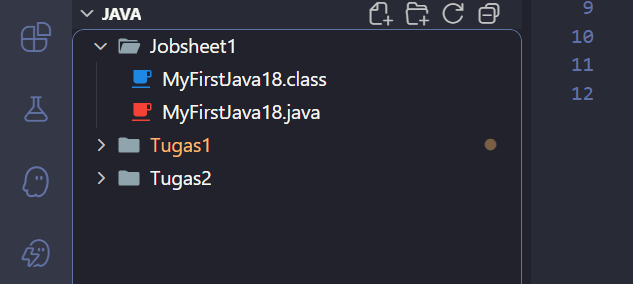 JAVA
Jobsheet1
MyFirstJava18.class
MyFirstJava18.java
Tugas1
Tugas2
9
10
11
12